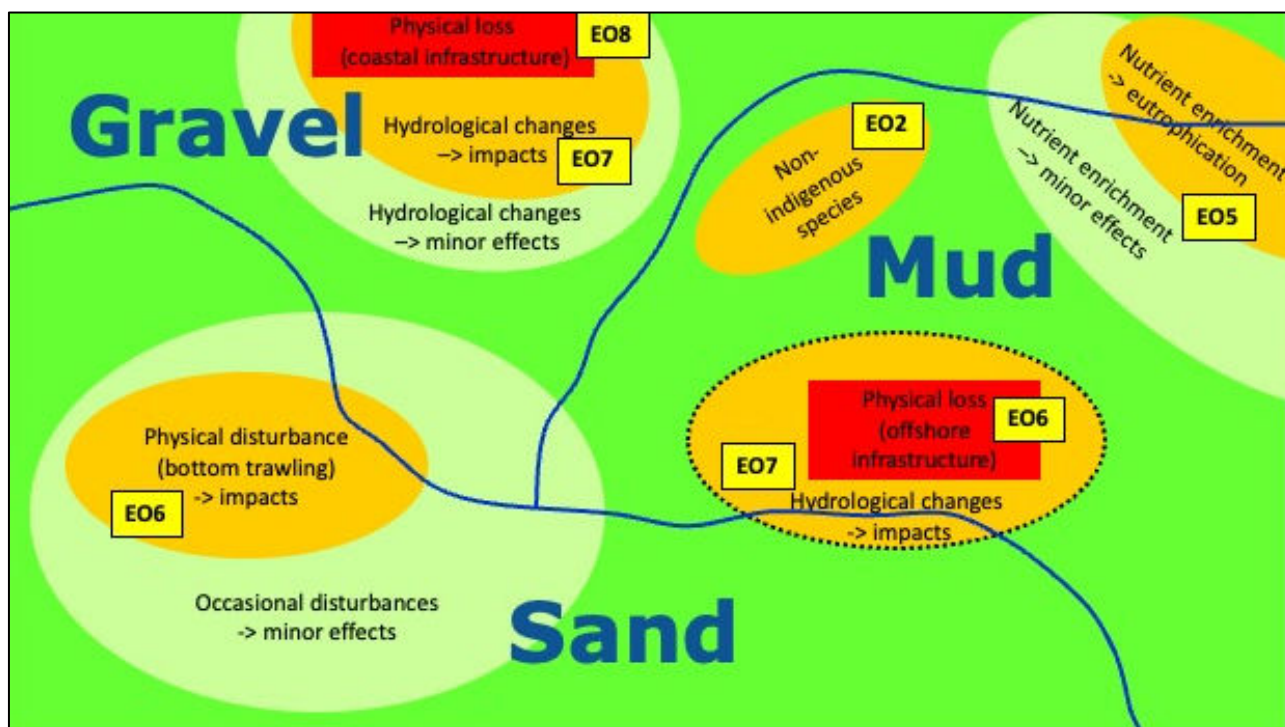 Physical loss
(coastal infrastructure)
EO8
Gravel
Hydrological changes
–> impacts
EO7
Hydrological changes
–> minor effects
EO2
Non-
indigenous
species
Nutrient enrichment
-> eutrophication
Nutrient enrichment
–> minor effects
EO5
Mud
Physical disturbance
(bottom trawling)
-> impacts
EO6
Physical loss
(offshore
infrastructure)
EO6
EO7
Hydrological changes
-> impacts
Occasional disturbances
-> minor effects
Sand